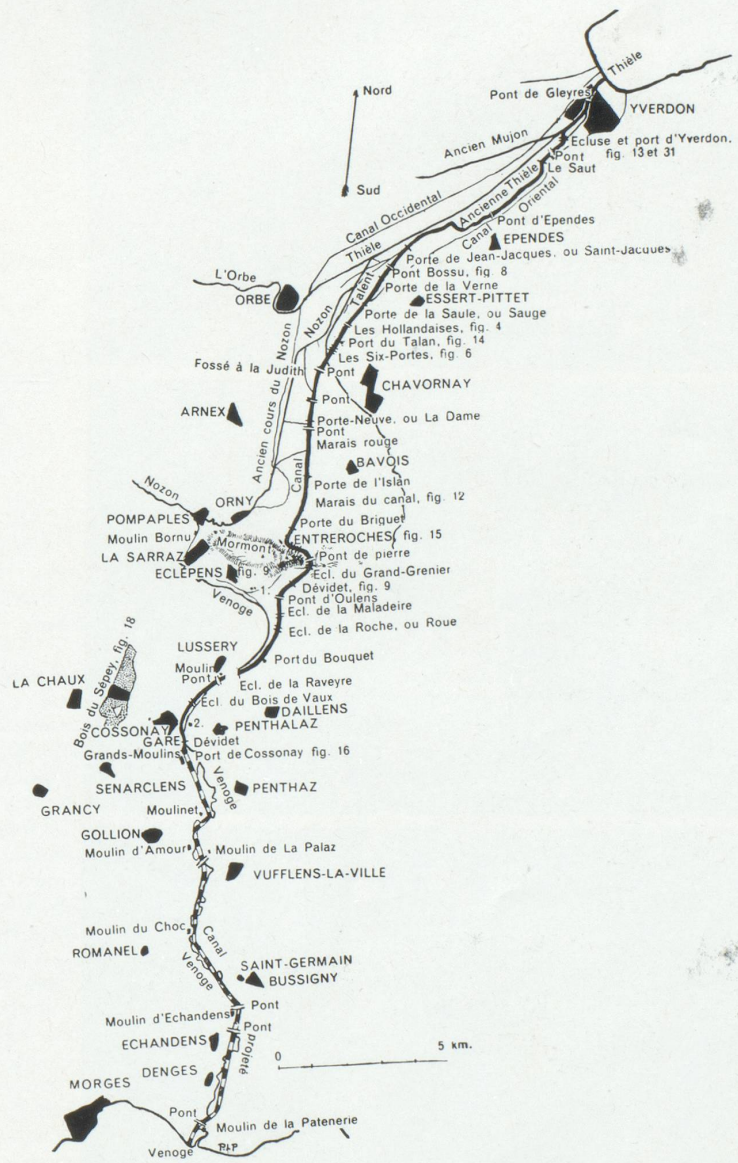 Thièle
Pont de Gleyres
YVERDON
Nord
Sud
Ancien Mujon
Ecluse et port d'Yverdon.
fig. 13 et 31
Pont
Le Saut
Canal Occidental
Ancienne Thièle
Canal Oriental
Thièle
Pont d'Ependes
EPENDES
Porte de Jean-Jacques, ou Saint-Jacques
Pont Bossu, fig. 8
L'Orbe
ORBE
Talent
Porte de la Verne
ESSERT-PITTET
Nozon
Porte de la Saule, ou Sauge
Les Hollandaises, fig. 4
Port du Talan, fig. 14
Les Six-Portes, fig. 6
Fossé à la Judith
Pont
CHAVORNAY
Pont
ARNEX
Ancien cours du Nozon
Porte-Neuve, ou La Dame
Pont
Marais rouge
Canal
BAVOIS
Porte de l'Islan
Nozon
ORNY
Marais du canal, fig. 12
POMPAPLES
Porte du Briguet
Moulin Bornu
Mormont
ENTREROCHES, fig. 15
LA SARRAZ
Pont de pierre
ECLÉPENS
fig. 9
Ecl. du Grand-Grenier
1.
Dévidet, fig. 9
Venoge
Pont d'Oulens
Ecl. de la Maladeire
Ecl. de la Roche, ou Roue
LUSSERY
Moulin
Port du Bouquet
Pont
Bois du Sépey, fig. 18
LA CHAUX
Ecl. de la Raveyre
Ecl. du Bois de Vaux
DAILLENS
COSSONAY
2.
PENTHALAZ
GARE
Dévidet
Grands-Moulins
Port de Cossonay fig. 16
SENARCLENS
Venoge
PENTHAZ
GRANCY
Moulinet
GOLLION
Moulin d'Amour
Moulin de La Palaz
VUFFLENS-LA-VILLE
Moulin du Choc
Canal
ROMANEL
Venoge
SAINT-GERMAIN
BUSSIGNY
Pont
Moulin d'Echandens
Pont
ECHANDENS
projeté
0
5 km.
DENGES
MORGES
Pont
Moulin de la Patenerie
Venoge